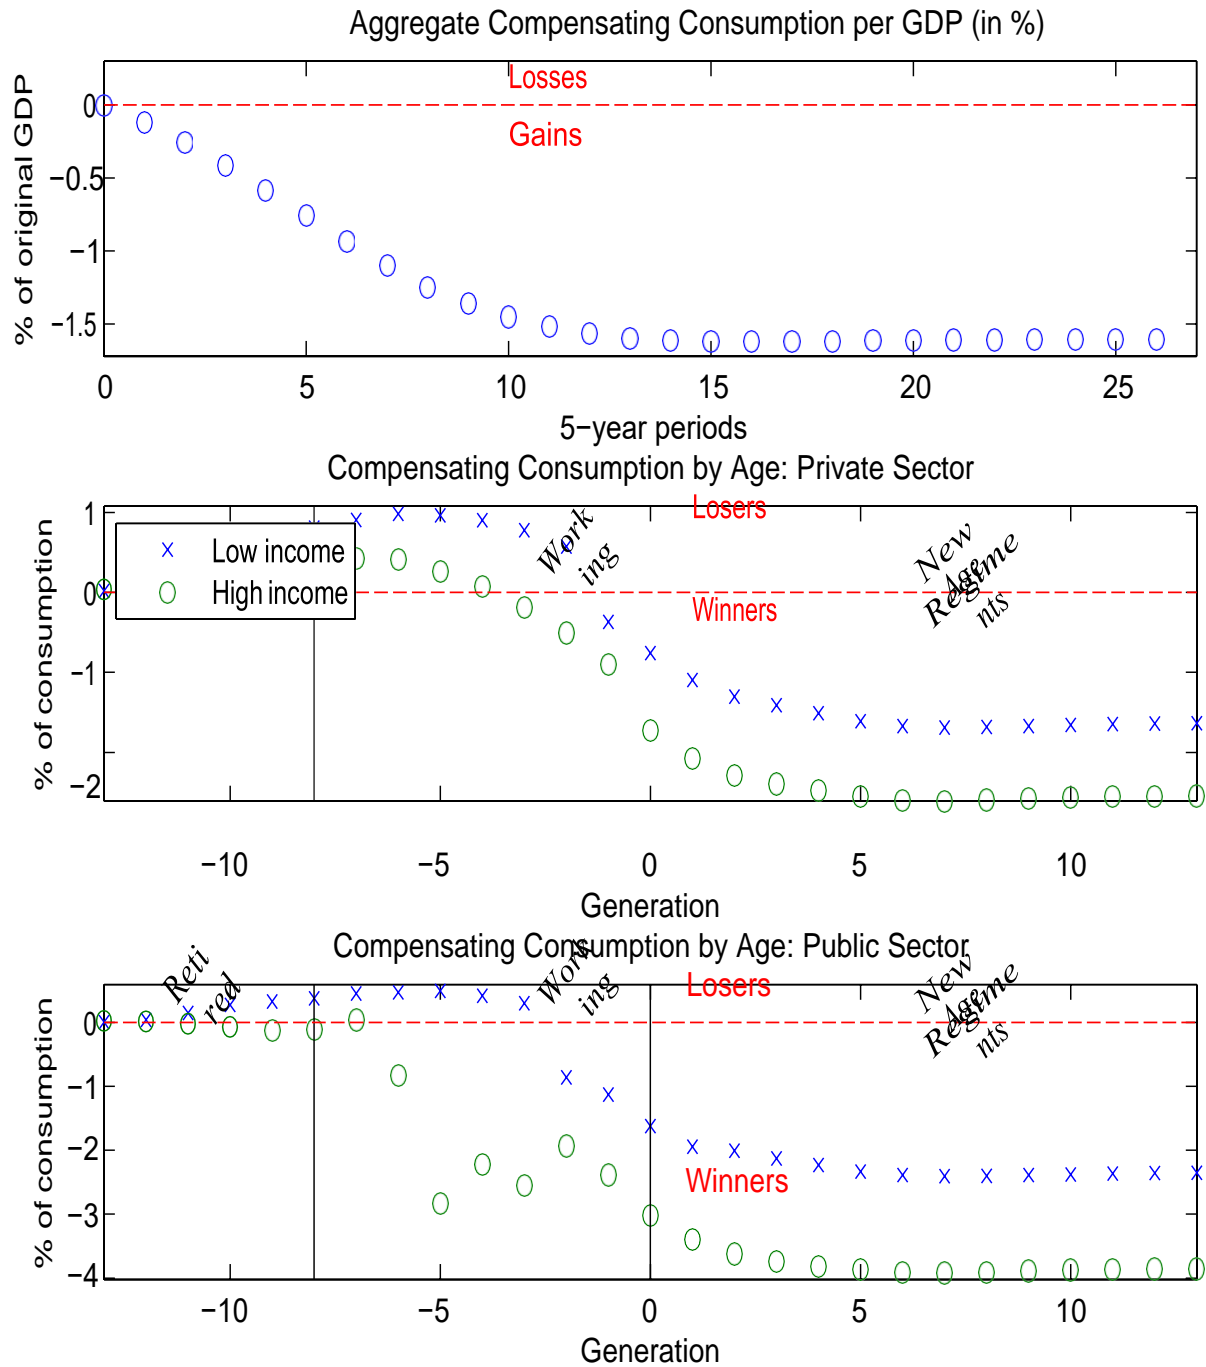 Aggregate Compensating Consumption per GDP (in %)
% of original GDP
0
−0.5
−1
−1.5
Losses
Gains
0 5 10 15 20 25
5−year periods
Compensating Consumption by Age: Private Sector
% of consumption
1
0
−1
−2
Low income
High income
Work
ing
Losers
Winners
New
Age
Regime
nts
−10 −5 0 5 10
Generation
Compensating Consumption by Age: Public Sector
% of consumption
0
−1
−2
−3
−4
Reti
red
Work
ing
Losers
Winners
New
Age
Regime
nts
−10 −5 0 5 10
Generation